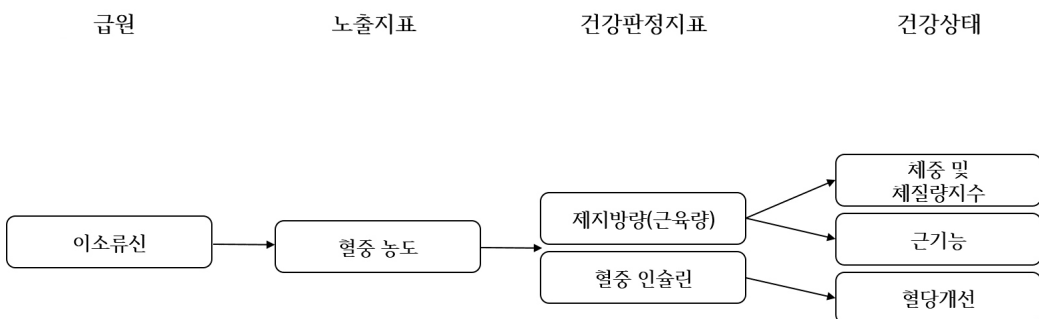 급원
노출지표
건강판정지표
건강상태
이소류신
혈중 농도
제지방량(근육량)
혈중 인슐린
체중 및
체질량지수
근기능
혈당개선